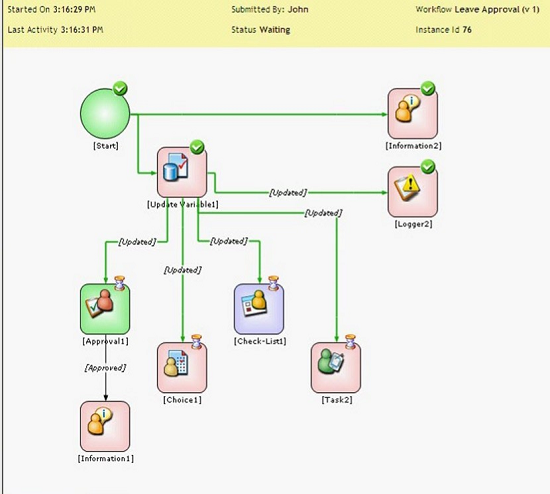 Started On 3:16:29 PM Submitted By: John Workflow Leave Approval (v 1)
Last Activity 3:16:31 PM Status Waiting Instance Id 76
[Start]
[Information2]
[Update Variable1]
[Updated]
[Logger2]
[Updated]
[Updated]
[Updated]
[Updated]
[Approval1]
[Check-List1]
[Approved]
[Choice1]
[Task2]
[Information1]